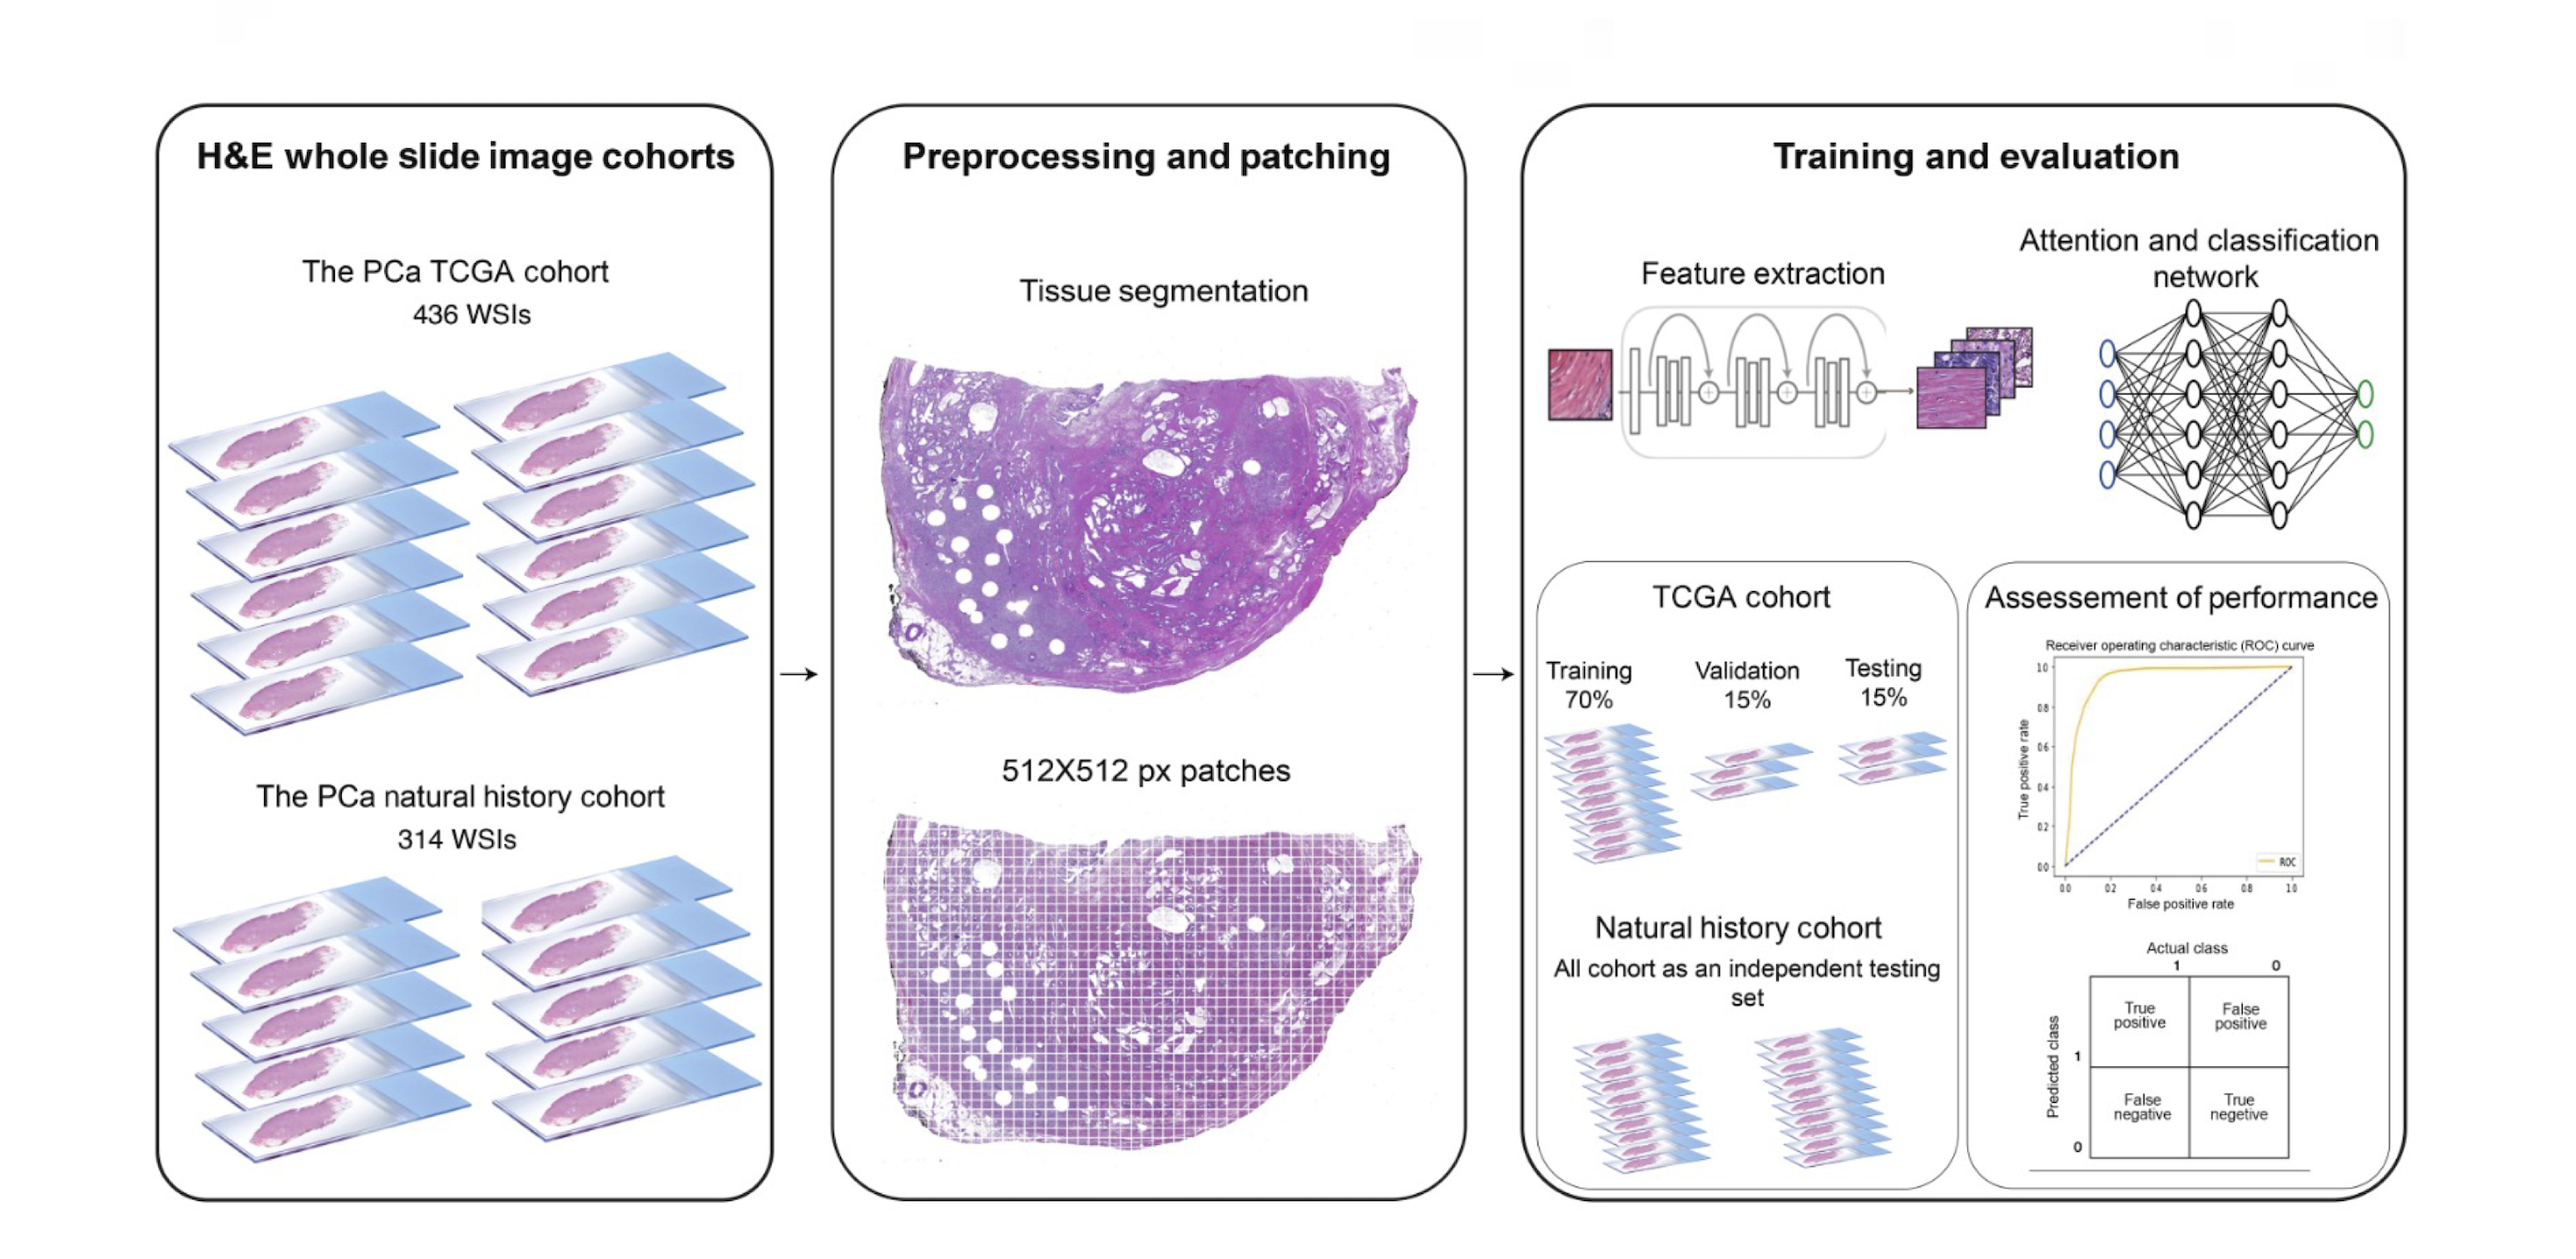 H&E whole slide image cohorts
The PCa TCGA cohort
436 WSIs
The PCa natural history cohort
314 WSIs
Preprocessing and patching
Tissue segmentation
512X512 px patches
Training and evaluation
Feature extraction
Attention and classification
network
TCGA cohort
Training
70%
Validation
15%
Testing
15%
Natural history cohort
All cohort as an independent testing
set
Assessement of performance
Receiver operating characteristic (ROC) curve
True positive rate
1.0
0.8
0.6
0.4
0.2
0.0
ROC
0.0 0.2 0.4 0.6 0.8 1.0
False positive rate
Actual class
1 0
Predicted class
1
0
True
positive
False
positive
False
negative
True
negetive